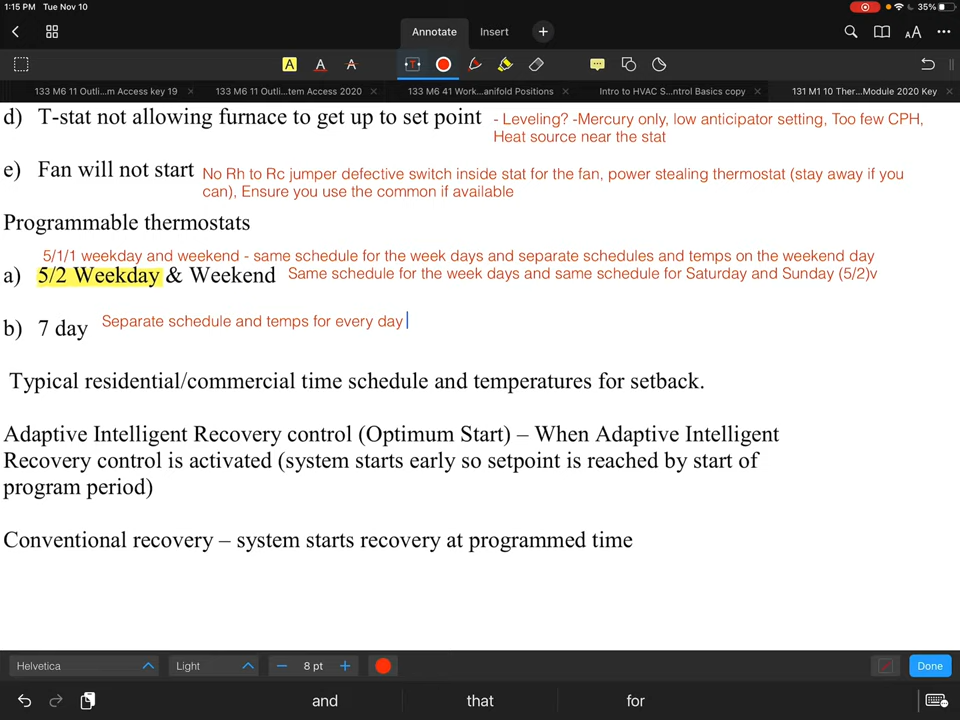 1:15 PM Tue Nov 10
35%
Annotate
Insert
133 M6 11 Outli...m Access key 19
133 M6 11 Outli...tem Access 2020
133 M6 41 Work...anifold Positions
Intro to HVAC S...ntrol Basics copy
131 M1 10 Ther...Module 2020 Key
d) T-stat not allowing furnace to get up to set point - Leveling? -Mercury only, low anticipator setting, Too few CPH,
Heat source near the stat
e) Fan will not start No Rh to Rc jumper defective switch inside stat for the fan, power stealing thermostat (stay away if you
can), Ensure you use the common if available
Programmable thermostats
5/1/1 weekday and weekend - same schedule for the week days and separate schedules and temps on the weekend day
a) 5/2 Weekday & Weekend Same schedule for the week days and same schedule for Saturday and Sunday (5/2)v
b) 7 day Separate schedule and temps for every day
Typical residential/commercial time schedule and temperatures for setback.
Adaptive Intelligent Recovery control (Optimum Start) – When Adaptive Intelligent
Recovery control is activated (system starts early so setpoint is reached by start of
program period)
Conventional recovery – system starts recovery at programmed time
Helvetica
Light
8 pt
Done
and
that
for